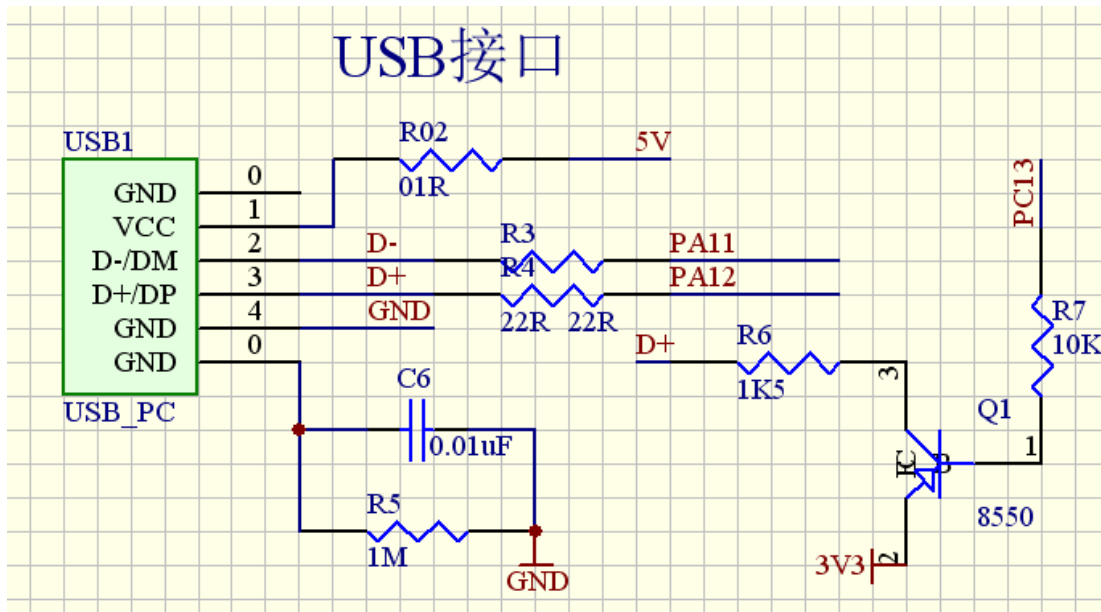 USB接口
USB1
R02
5V
01R
GND 0
VCC 1
D-/DM 2
D+/DP 3
GND 4
GND 0
USB_PC
D-
R3
PA11
D+
R4
PA12
GND
22R 22R
PC13
R7
10K
D+
R6
1K5
3
Q1
1
C
B
8550
2
3V3
C6
0.01uF
R5
1M
GND